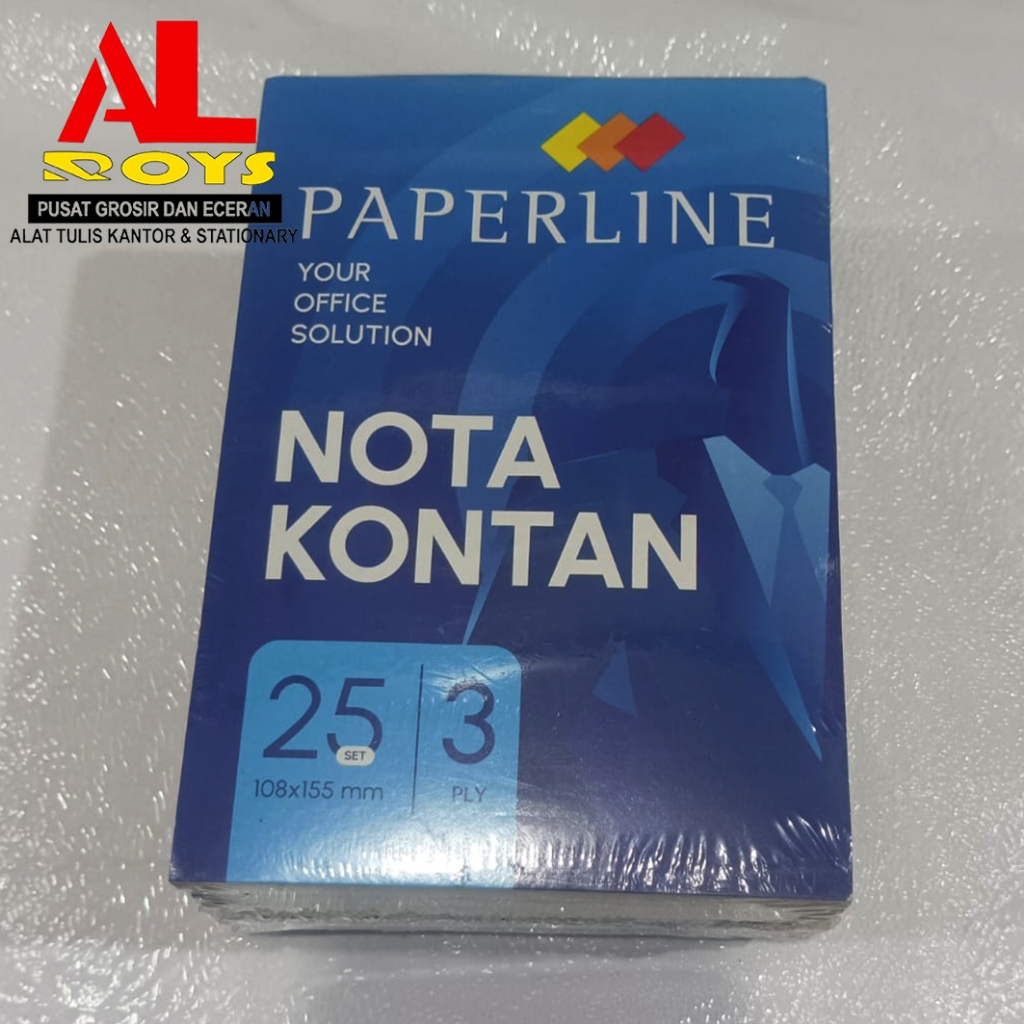 AL
ROYS
PUSAT GROSIR DAN ECERAN
ALAT TULIS KANTOR & STATIONARY
PAPERLINE
YOUR
OFFICE
SOLUTION
NOTA
KONTAN
25 SET
108x155 mm
3
PLY